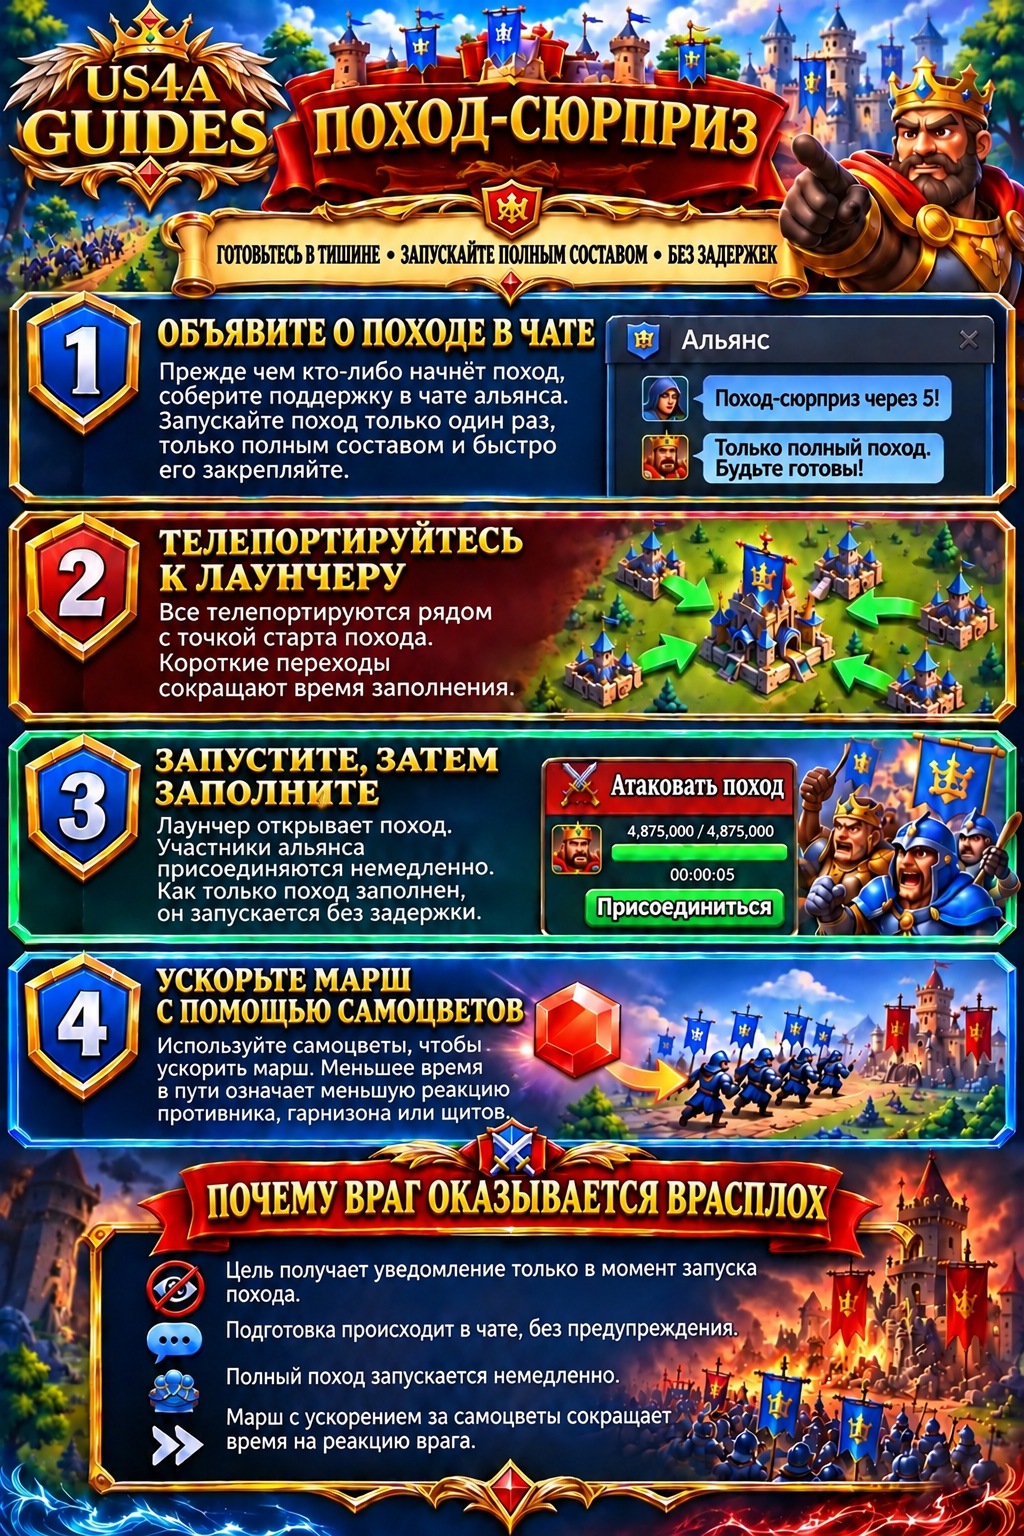 US4A
GUIDES
ПОХОД-СЮРПРИЗ
ГОТОВЬТЕСЬ В ТИШИНЕ • ЗАПУСКАЙТЕ ПОЛНЫМ СОСТАВОМ • БЕЗ ЗАДЕРЖЕК
1
ОБЪЯВИТЕ О ПОХОДЕ В ЧАТЕ
Прежде чем кто-либо начнёт поход,
соберите поддержку в чате альянса.
Запускайте поход только один раз,
только полным составом и быстро
его закрепляйте.
Альянс
Поход-сюрприз через 5!
Только полный поход.
Будьте готовы!
2
ТЕЛЕПОРТИРУЙТЕСЬ
К ЛАУНЧЕРУ
Все телепортируются рядом
с точкой старта похода.
Короткие переходы
сокращают время заполнения.
3
ЗАПУСТИТЕ, ЗАТЕМ
ЗАПОЛНИТЕ
Лаунчер открывает поход.
Участники альянса
присоединяются немедленно.
Как только поход заполнен,
он запускается без задержки.
Атаковать поход
4,875,000 / 4,875,000
00:00:05
Присоединиться
4
УСКОРЬТЕ МАРШ
С ПОМОЩЬЮ САМОЦВЕТОВ
Используйте самоцветы, чтобы
ускорить марш. Меньшее время
в пути означает меньшую реакцию
противника, гарнизона или щитов.
ПОЧЕМУ ВРАГ ОКАЗЫВАЕТСЯ ВРАСПЛОХ
Цель получает уведомление только в момент запуска
похода.
Подготовка происходит в чате, без предупреждения.
Полный поход запускается немедленно.
Марш с ускорением за самоцветы сокращает
время на реакцию врага.